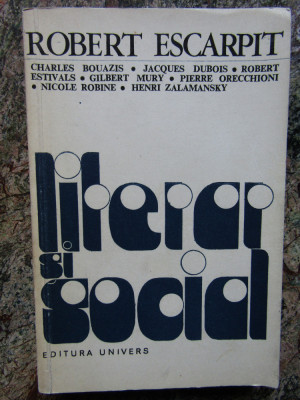 ROBERT ESCARPIT
CHARLES BOUAZIS • JACQUES DUBOIS • ROBERT
ESTIVALS • GILBERT MURY • PIERRE ORECCHIONI
• NICOLE ROBINE • HENRI ZALAMANSKY
literar
și
social
EDITURA UNIVERS